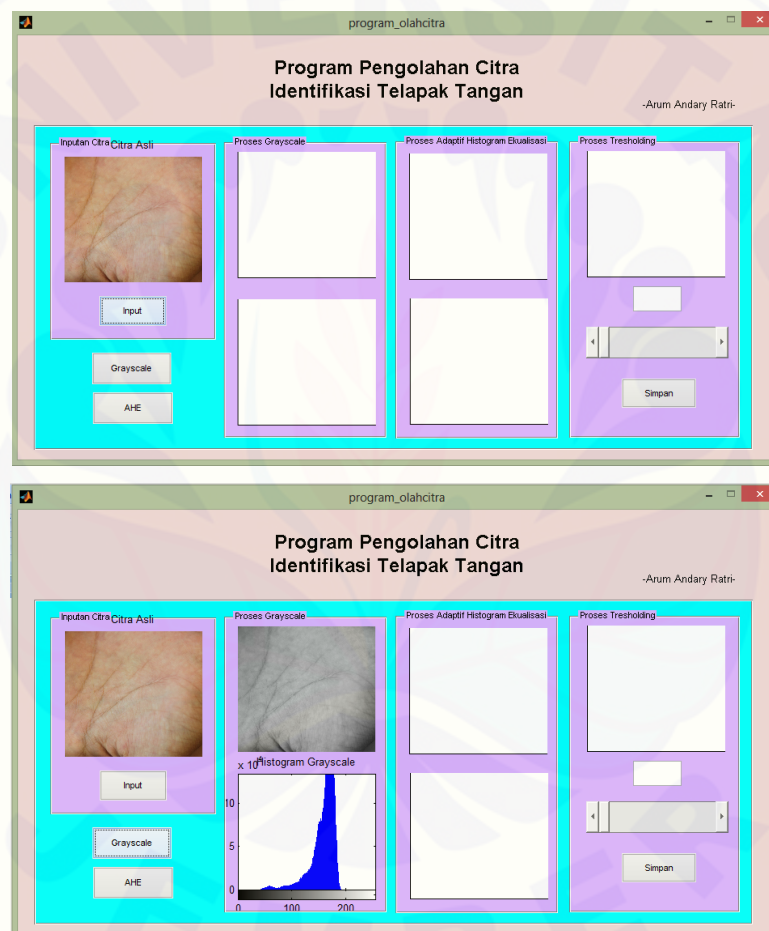 program_olahcitra
Program Pengolahan Citra
Identifikasi Telapak Tangan
-Arum Andary Ratri-
Inputan Citra
Citra Asli
Proses Grayscale
Proses Adaptif Histogram Ekualisasi
Proses Tresholding
Input
Grayscale
AHE
Simpan
program_olahcitra
Program Pengolahan Citra
Identifikasi Telapak Tangan
-Arum Andary Ratri-
Inputan Citra
Citra Asli
Proses Grayscale
Proses Adaptif Histogram Ekualisasi
Proses Tresholding
Histogram Grayscale
x 10
10
5
0
0 100 200
Input
Grayscale
AHE
Simpan